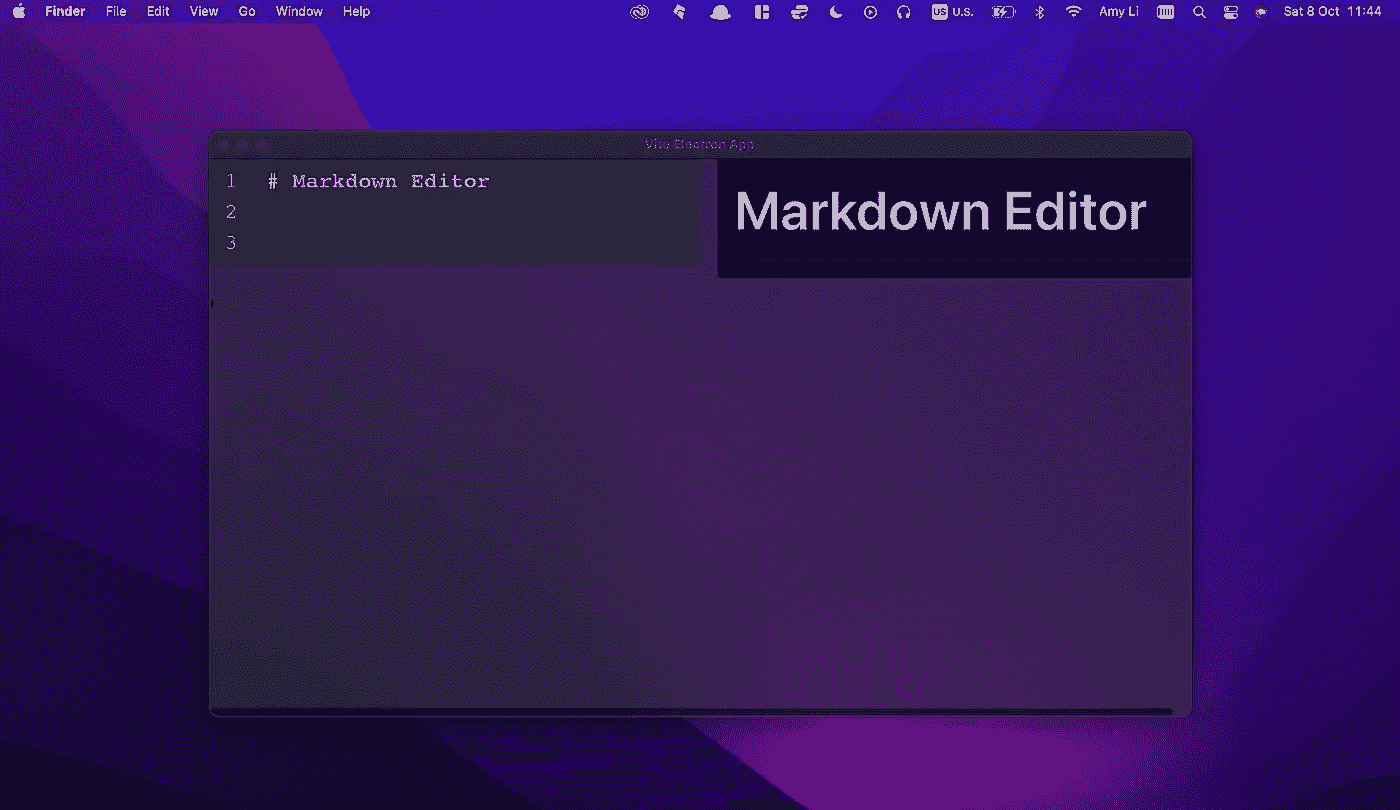 Finder File Edit View Go Window Help US U.S. Amy Li Sat 8 Oct 11:44
Vite Electron App
1 # Markdown Editor
2
3
Markdown Editor